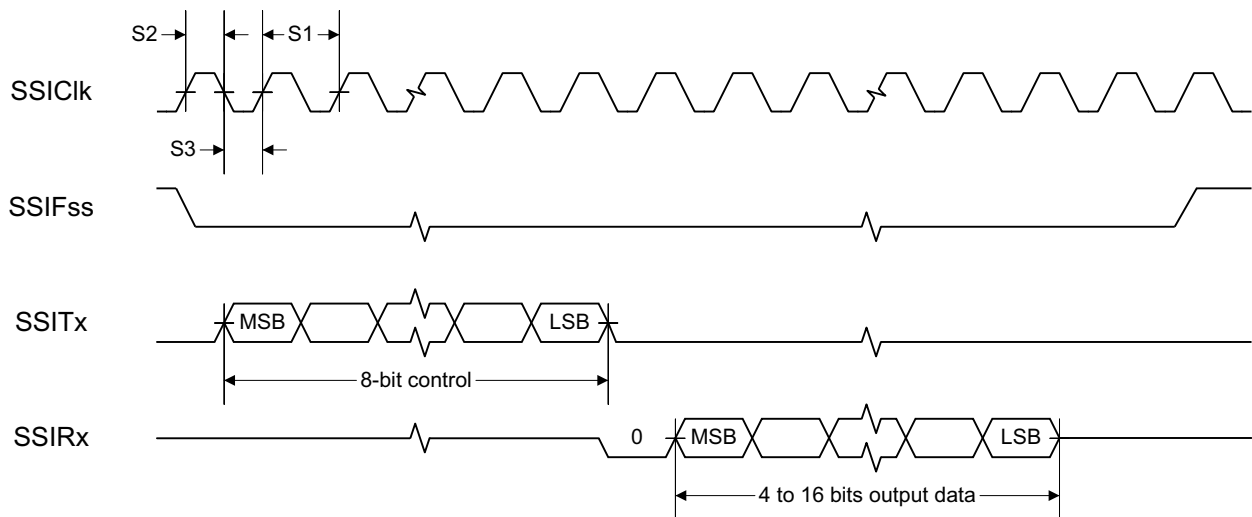 S2
S1
SSIClk
S3
SSIFss
SSITx
MSB
LSB
8-bit control
SSIRx
0
MSB
LSB
4 to 16 bits output data